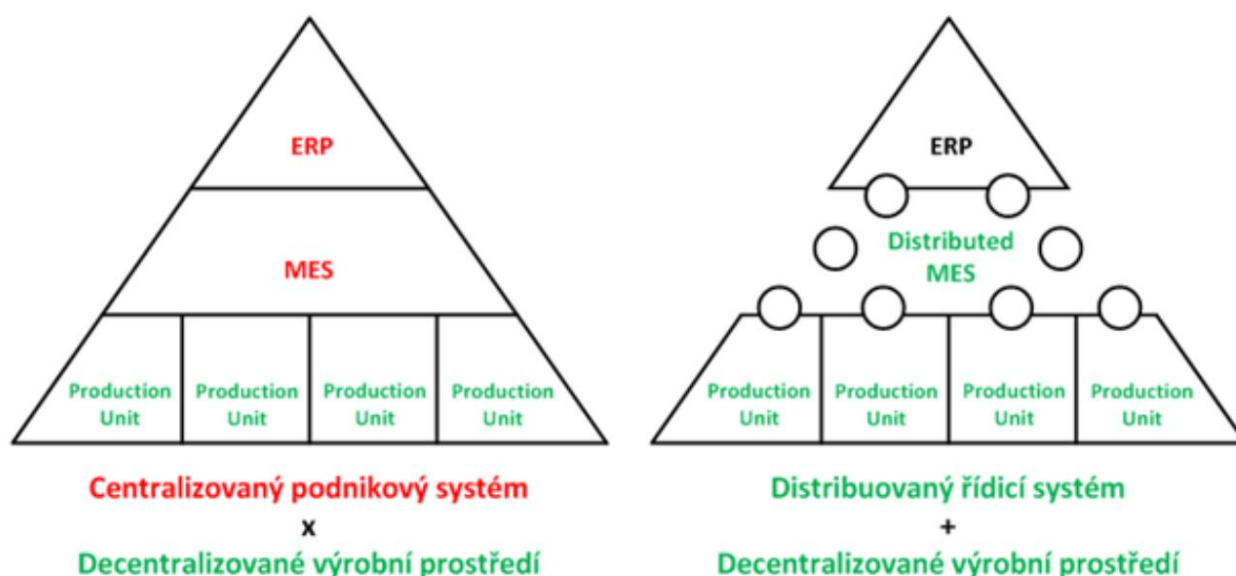 ERP
MES
Production Unit
Production Unit
Production Unit
Production Unit
Centralizovaný podnikový systém
x
Decentralizované výrobní prostředí
ERP
Distributed
MES
Production Unit
Production Unit
Production Unit
Production Unit
Distribuovaný řídicí systém
+
Decentralizované výrobní prostředí